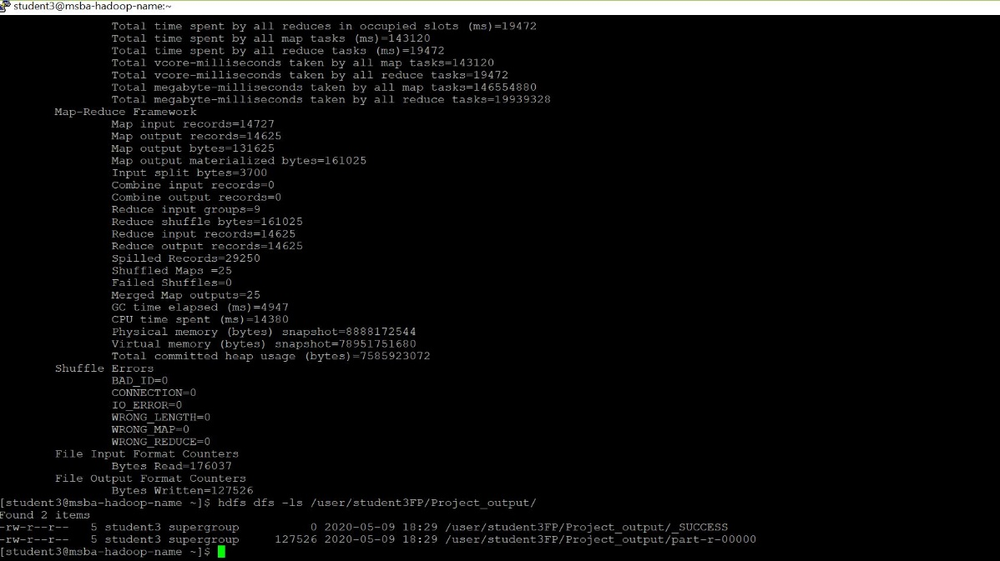 student3@msba-hadoop-name:~
Total time spent by all reduces in occupied slots (ms)=19472
Total time spent by all map tasks (ms)=143120
Total time spent by all reduce tasks (ms)=19472
Total vcore-milliseconds taken by all map tasks=143120
Total vcore-milliseconds taken by all reduce tasks=19472
Total megabyte-milliseconds taken by all map tasks=146554880
Total megabyte-milliseconds taken by all reduce tasks=19939328
Map-Reduce Framework
Map input records=14727
Map output records=14625
Map output bytes=131625
Map output materialized bytes=161025
Input split bytes=3700
Combine input records=0
Combine output records=0
Reduce input groups=9
Reduce shuffle bytes=161025
Reduce input records=14625
Reduce output records=14625
Spilled Records=29250
Shuffled Maps =25
Failed Shuffles=0
Merged Map outputs=25
GC time elapsed (ms)=4947
CPU time spent (ms)=14380
Physical memory (bytes) snapshot=8888172544
Virtual memory (bytes) snapshot=78951751680
Total committed heap usage (bytes)=7585923072
Shuffle Errors
BAD_ID=0
CONNECTION=0
IO_ERROR=0
WRONG_LENGTH=0
WRONG_MAP=0
WRONG_REDUCE=0
File Input Format Counters
Bytes Read=176037
File Output Format Counters
Bytes Written=127526
[student3@msba-hadoop-name ~]$ hdfs dfs -ls /user/student3FP/Project_output/
Found 2 items
-rw-r--r-- 5 student3 supergroup 0 2020-05-09 18:29 /user/student3FP/Project_output/_SUCCESS
-rw-r--r-- 5 student3 supergroup 127526 2020-05-09 18:29 /user/student3FP/Project_output/part-r-00000
[student3@msba-hadoop-name ~]$